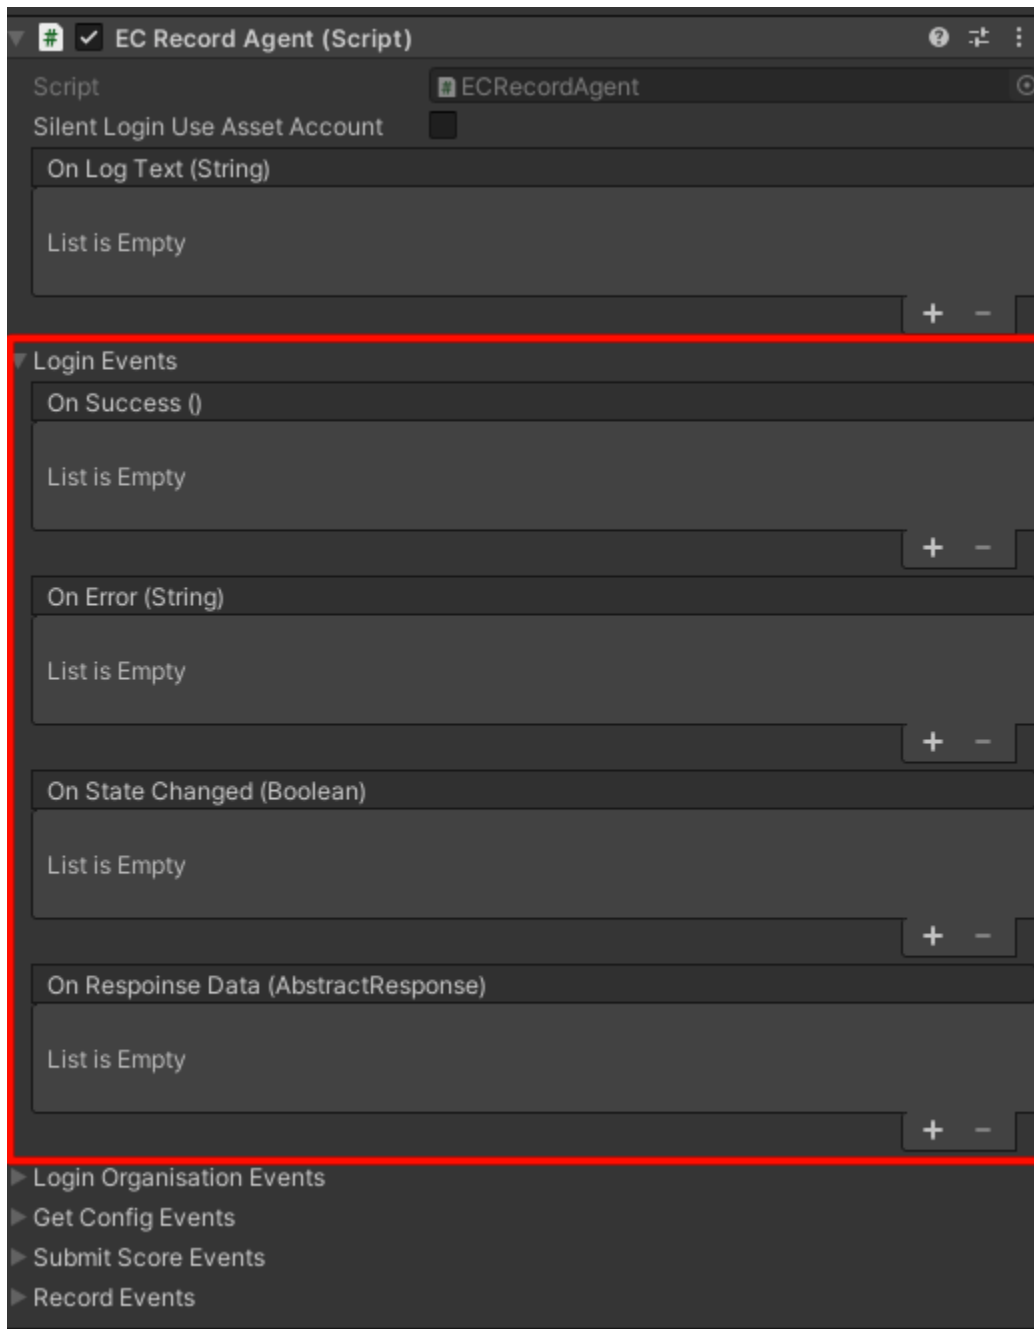 EC Record Agent (Script)
Script ECRecordAgent
Silent Login Use Asset Account
On Log Text (String)
List is Empty
+ −
Login Events
On Success ()
List is Empty
+ −
On Error (String)
List is Empty
+ −
On State Changed (Boolean)
List is Empty
+ −
On Respoinse Data (AbstractResponse)
List is Empty
+ −
Login Organisation Events
Get Config Events
Submit Score Events
Record Events